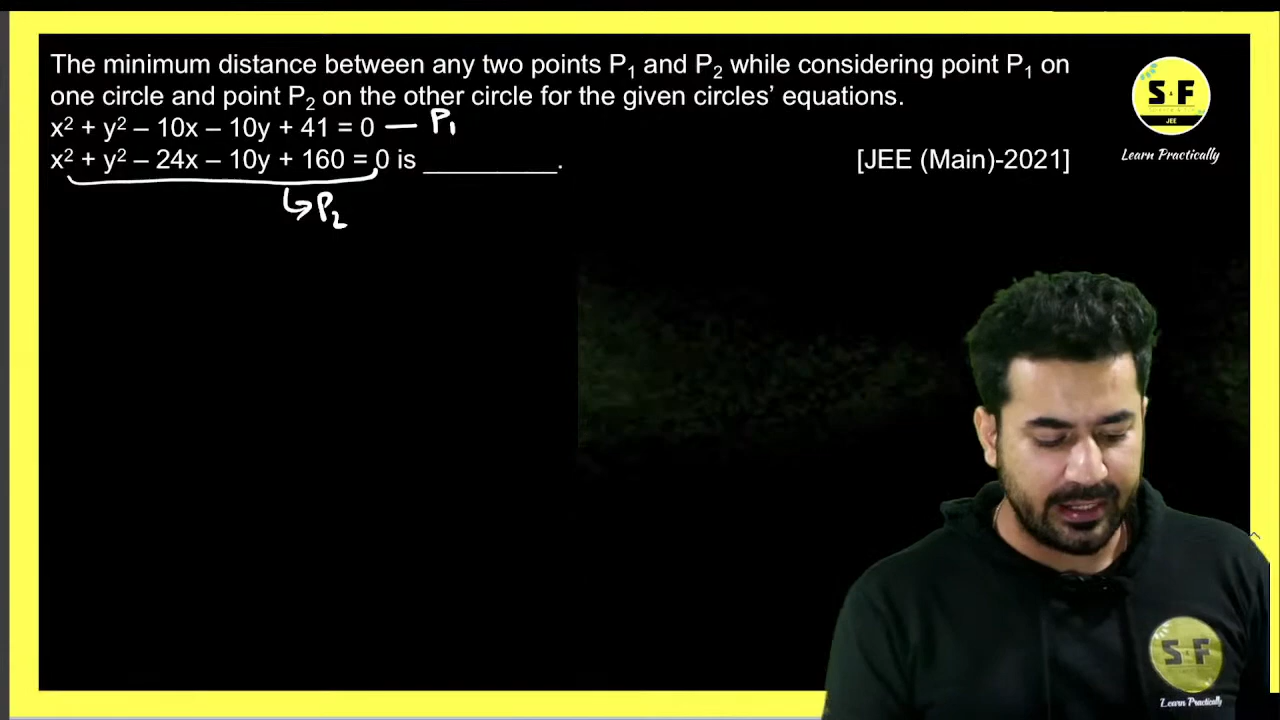 The minimum distance between any two points P₁ and P₂ while considering point P₁ on
one circle and point P₂ on the other circle for the given circles' equations.
x² + y² – 10x – 10y + 41 = 0 — P₁
x² + y² – 24x – 10y + 160 = 0 is __________. [JEE (Main)-2021]
↳ P₂
S&F
JEE
Learn Practically
S&F
Learn Practically